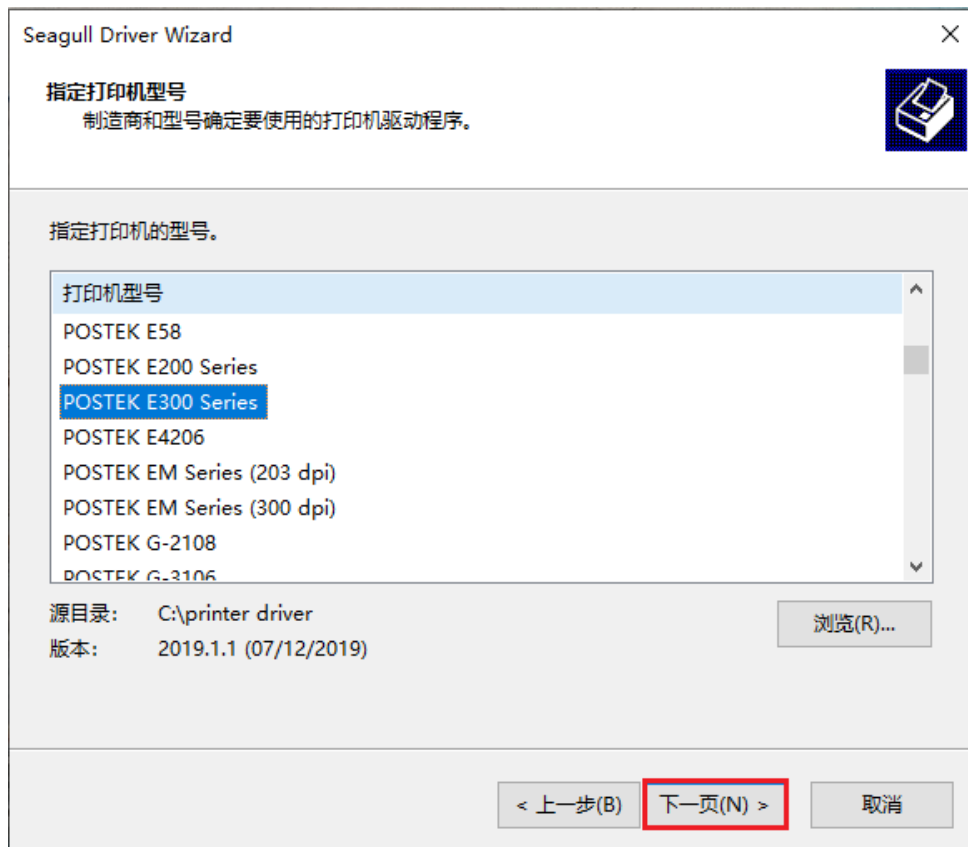 Seagull Driver Wizard
指定打印机型号
制造商和型号确定要使用的打印机驱动程序。
指定打印机的型号。
打印机型号
POSTEK E58
POSTEK E200 Series
POSTEK E300 Series
POSTEK E4206
POSTEK EM Series (203 dpi)
POSTEK EM Series (300 dpi)
POSTEK G-2108
POSTEK G-3106
源目录: C:\printer driver
浏览(R)...
版本: 2019.1.1 (07/12/2019)
< 上一步(B) 下一页(N) > 取消